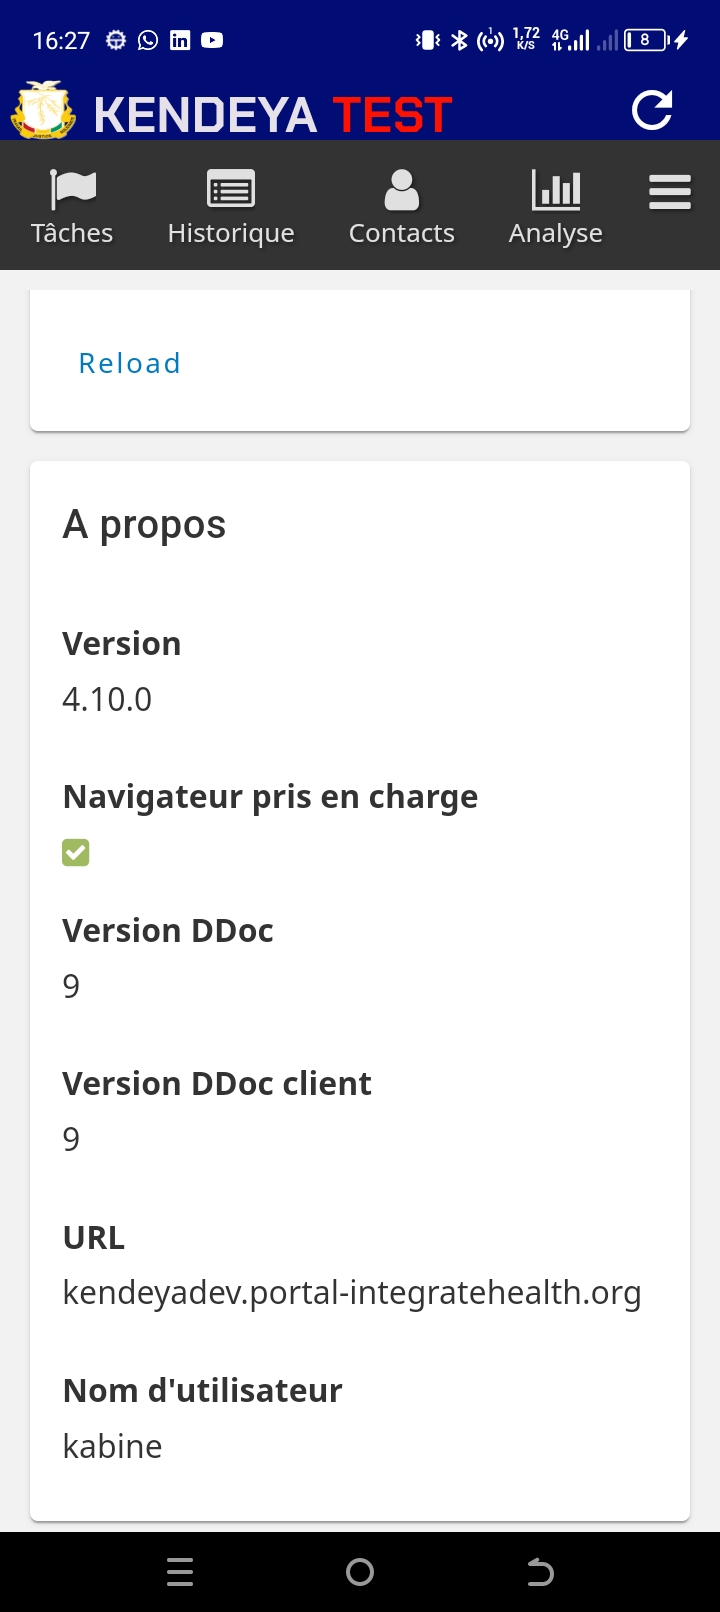 16:27 1,72 K/S 4G 8
KENDEYA TEST
Tâches Historique Contacts Analyse
Reload
A propos
Version
4.10.0
Navigateur pris en charge
Version DDoc
9
Version DDoc client
9
URL
kendeyadev.portal-integratehealth.org
Nom d'utilisateur
kabine